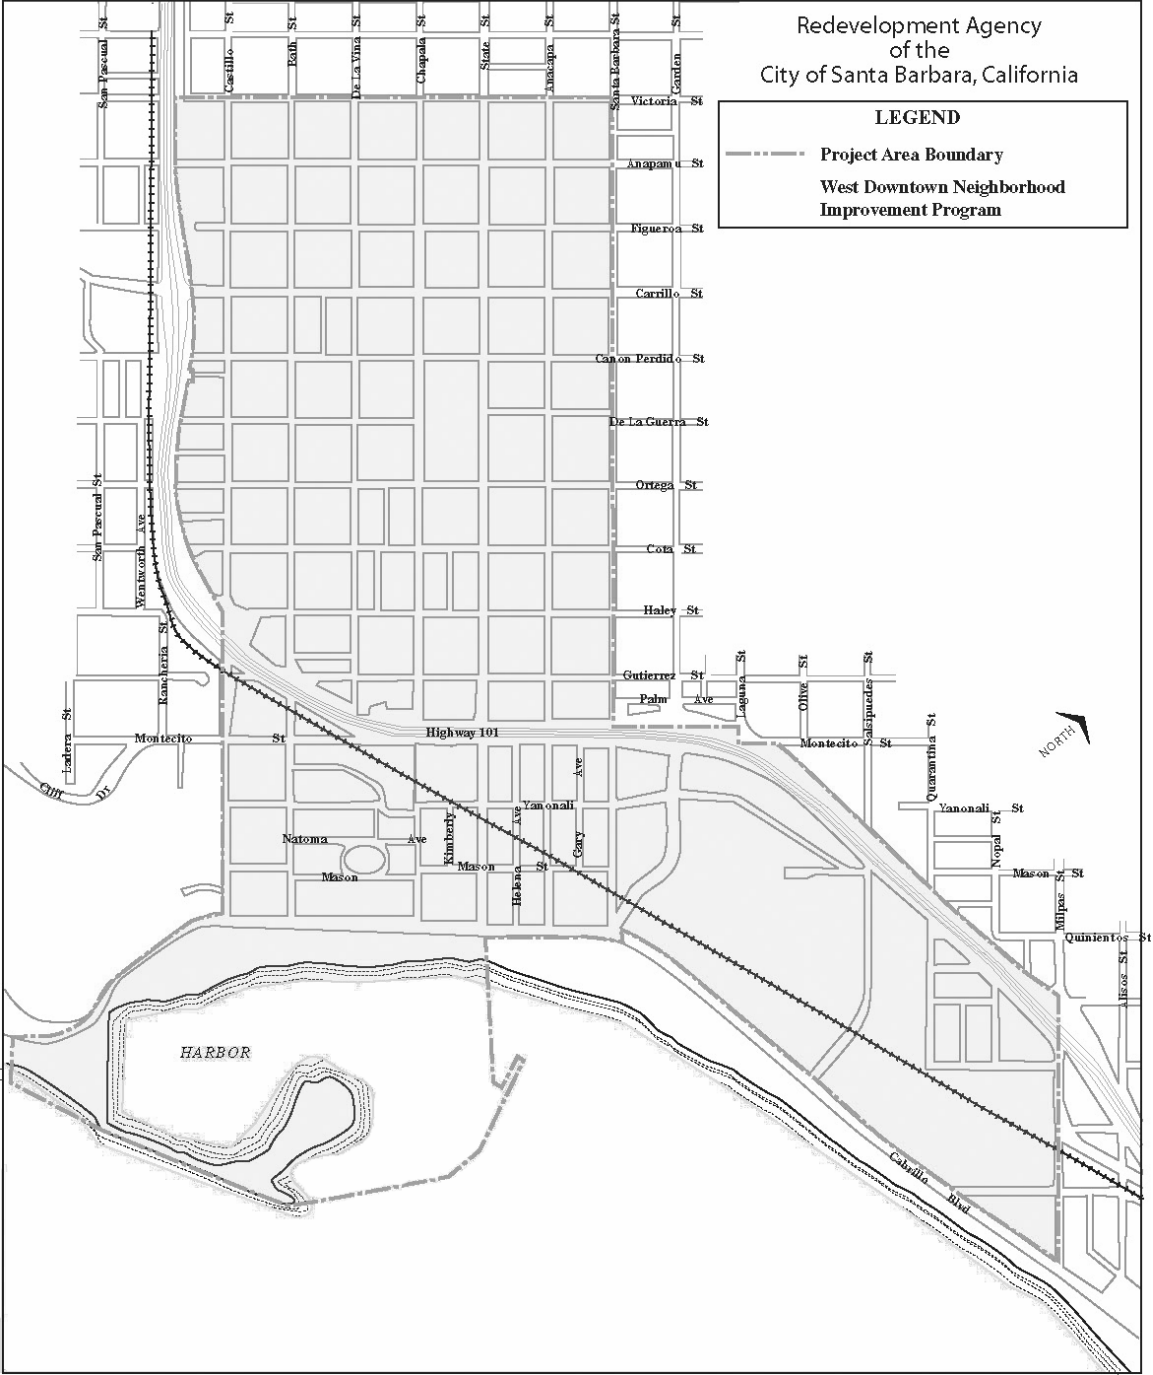 Redevelopment Agency
of the
City of Santa Barbara, California
LEGEND
Project Area Boundary
West Downtown Neighborhood
Improvement Program
San Pascual St
Castillo St
Bath St
De La Vina St
Chapala St
State St
Anacapa St
Santa Barbara St
Garden St
Victoria St
Anapamu St
Figueroa St
Carrillo St
Canon Perdido St
De La Guerra St
Ortega St
Cota St
Haley St
Gutierrez St
Palm Ave
San Pascual St
Wentworth Ave
Rancheria St
Ladera St
Montecito St
Cliff Dr
Highway 101
Laguna St
Olive St
Salsipuedes St
Montecito St
Quarantina St
NORTH
Yanonali St
Nopal St
Mason St
Milpas St
Quinientos St
Alisos St
Yanonali
Natoma Ave
Kimberly
Helena Ave
Gary Ave
Mason St
Mason
HARBOR
Cabrillo Blvd